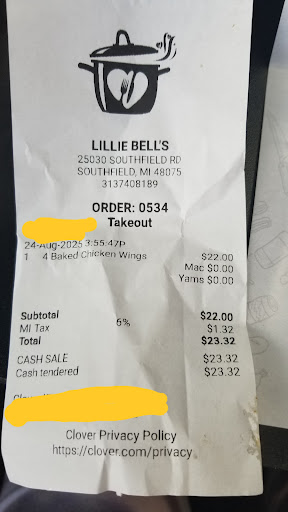 LILLIE BELL'S
25030 SOUTHFIELD RD
SOUTHFIELD, MI 48075
3137408189
ORDER: 0534
Takeout
24-Aug-2025 3:55:47P
1 4 Baked Chicken Wings $22.00
Mac $0.00
Yams $0.00
Subtotal $22.00
MI Tax 6% $1.32
Total $23.32
CASH SALE $23.32
Cash tendered $23.32
Clover Privacy Policy
https://clover.com/privacy